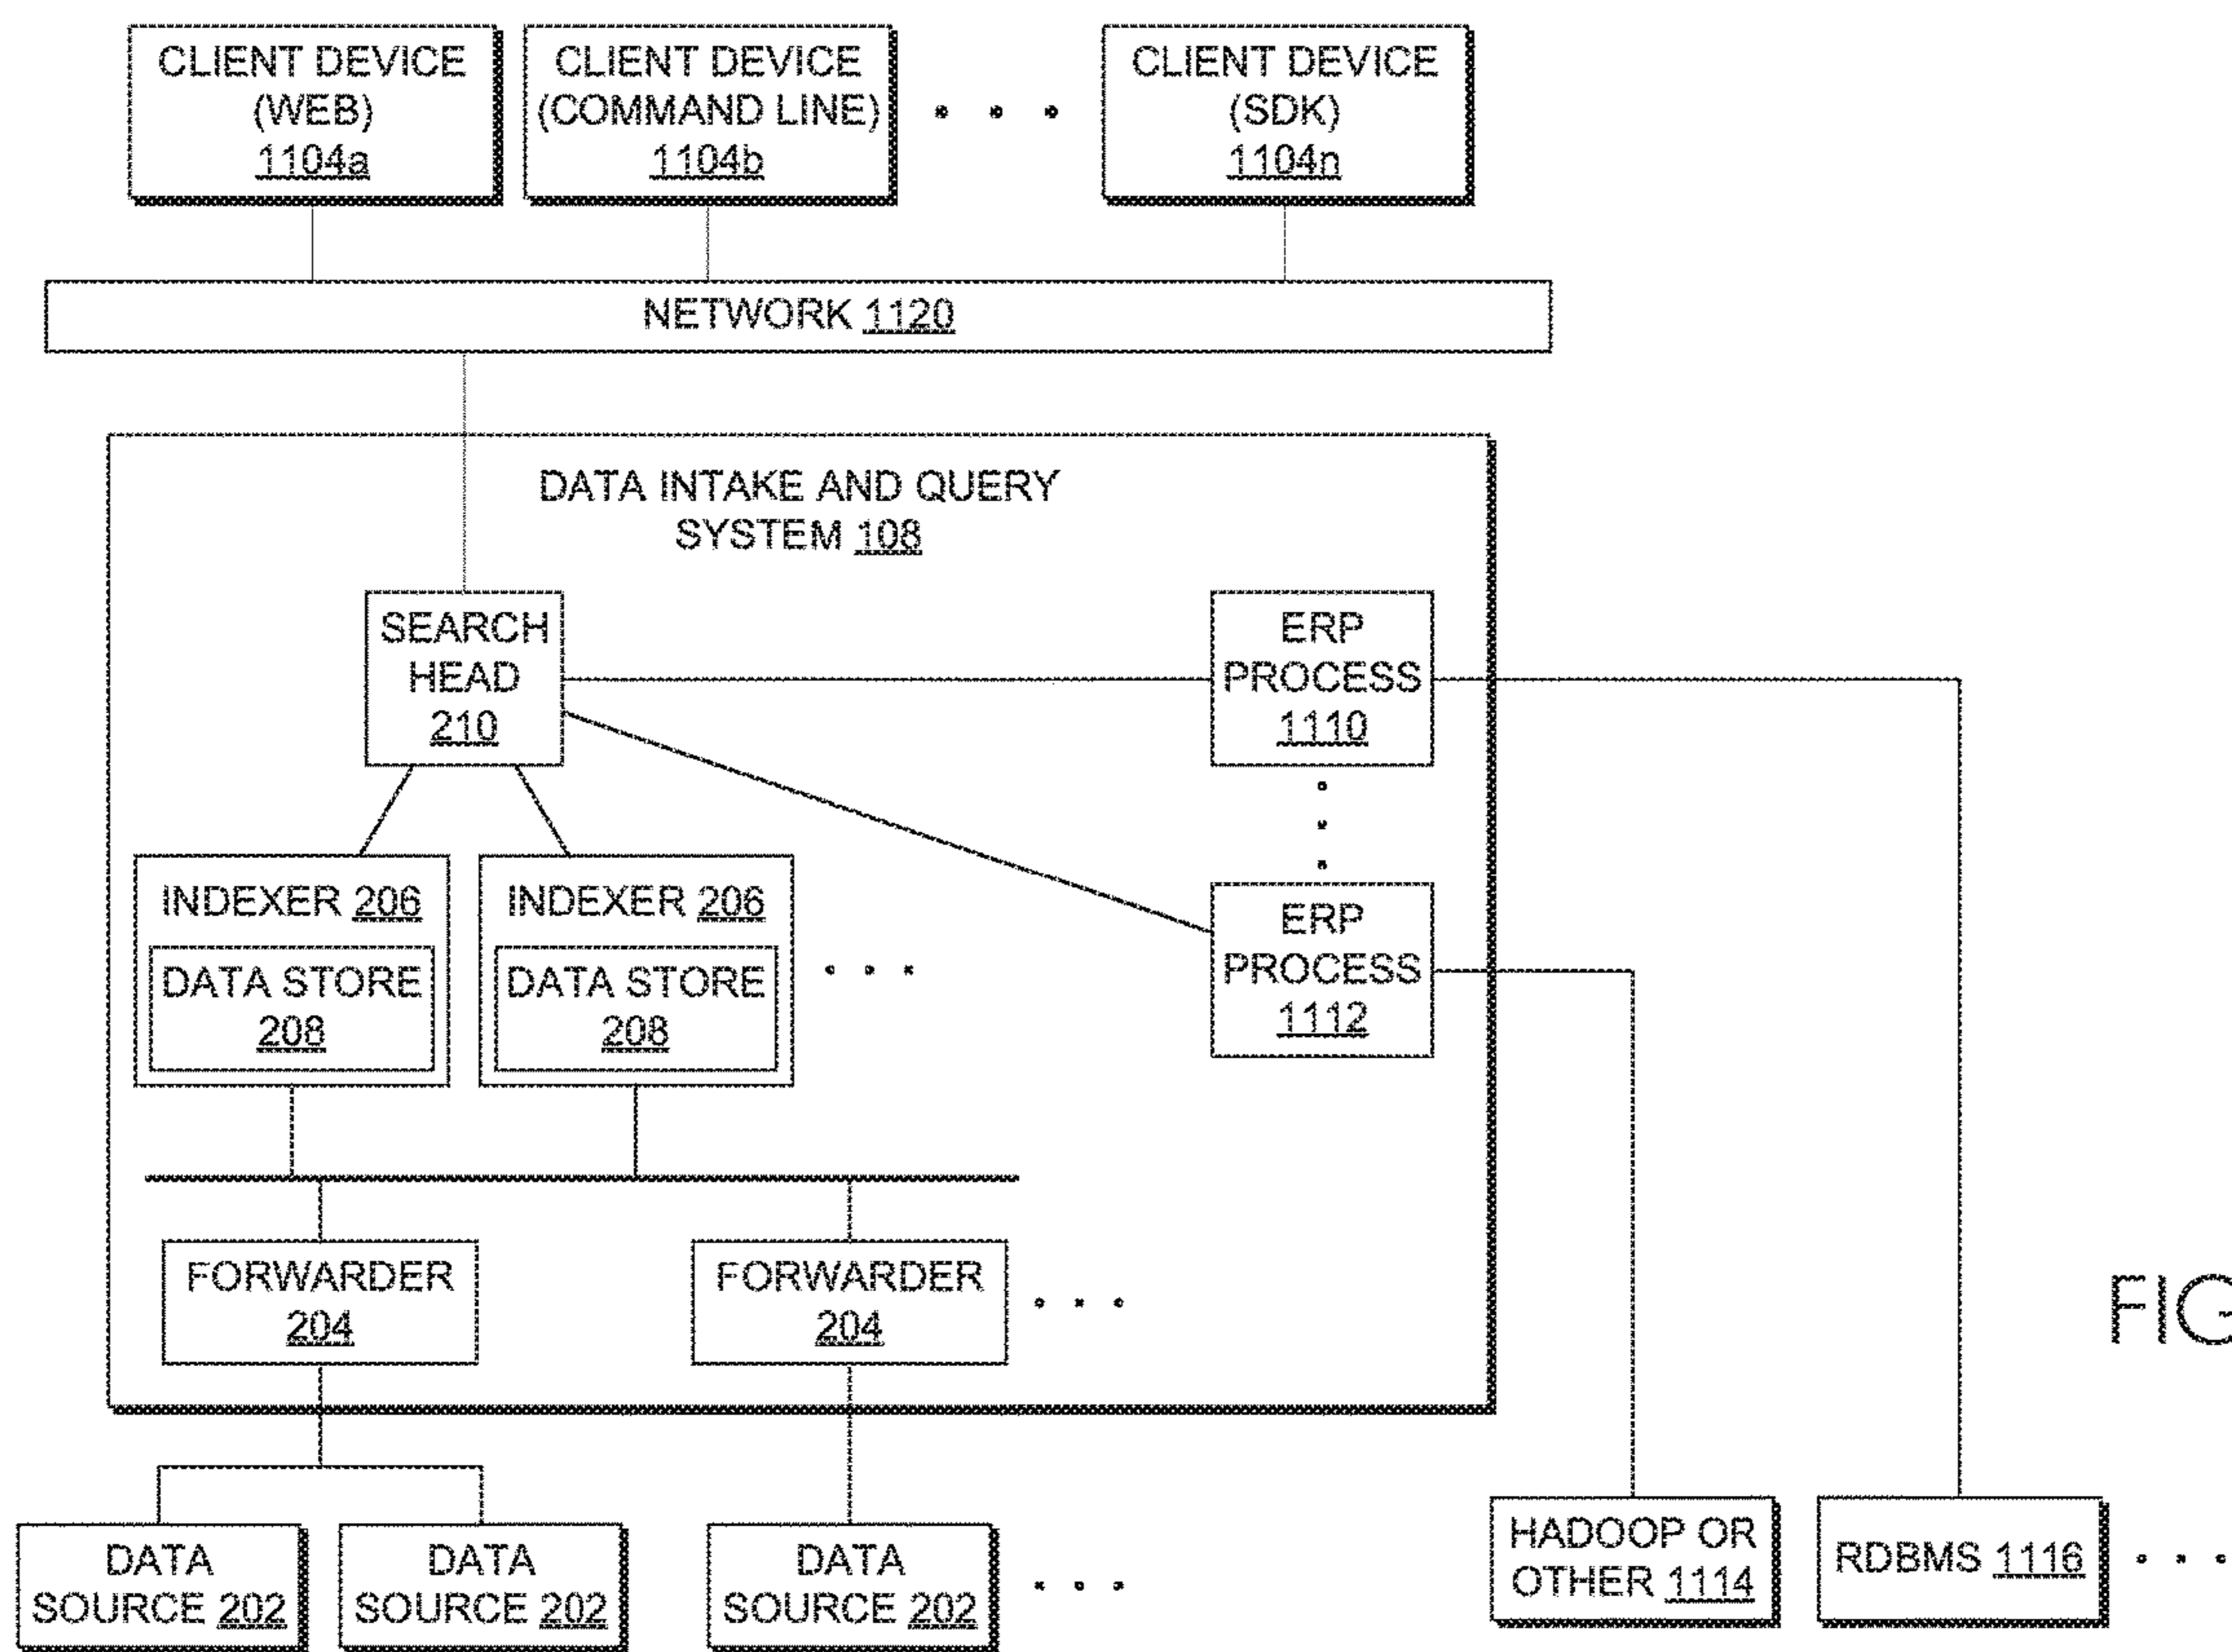 CLIENT DEVICE
(WEB)
1104a
CLIENT DEVICE
(COMMAND LINE)
1104b
CLIENT DEVICE
(SDK)
1104n
NETWORK 1120
DATA INTAKE AND QUERY
SYSTEM 108
SEARCH
HEAD
210
ERP
PROCESS
1110
INDEXER 206
DATA STORE
208
INDEXER 206
DATA STORE
208
ERP
PROCESS
1112
FORWARDER
204
FORWARDER
204
FIG
DATA
SOURCE 202
DATA
SOURCE 202
DATA
SOURCE 202
HADOOP OR
OTHER 1114
RDBMS 1116